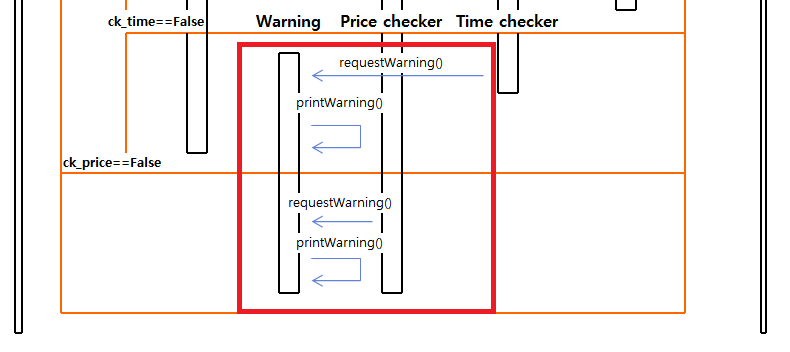 ck_time==False Warning Price checker Time checker
requestWarning()
printWarning()
ck_price==False
requestWarning()
printWarning()